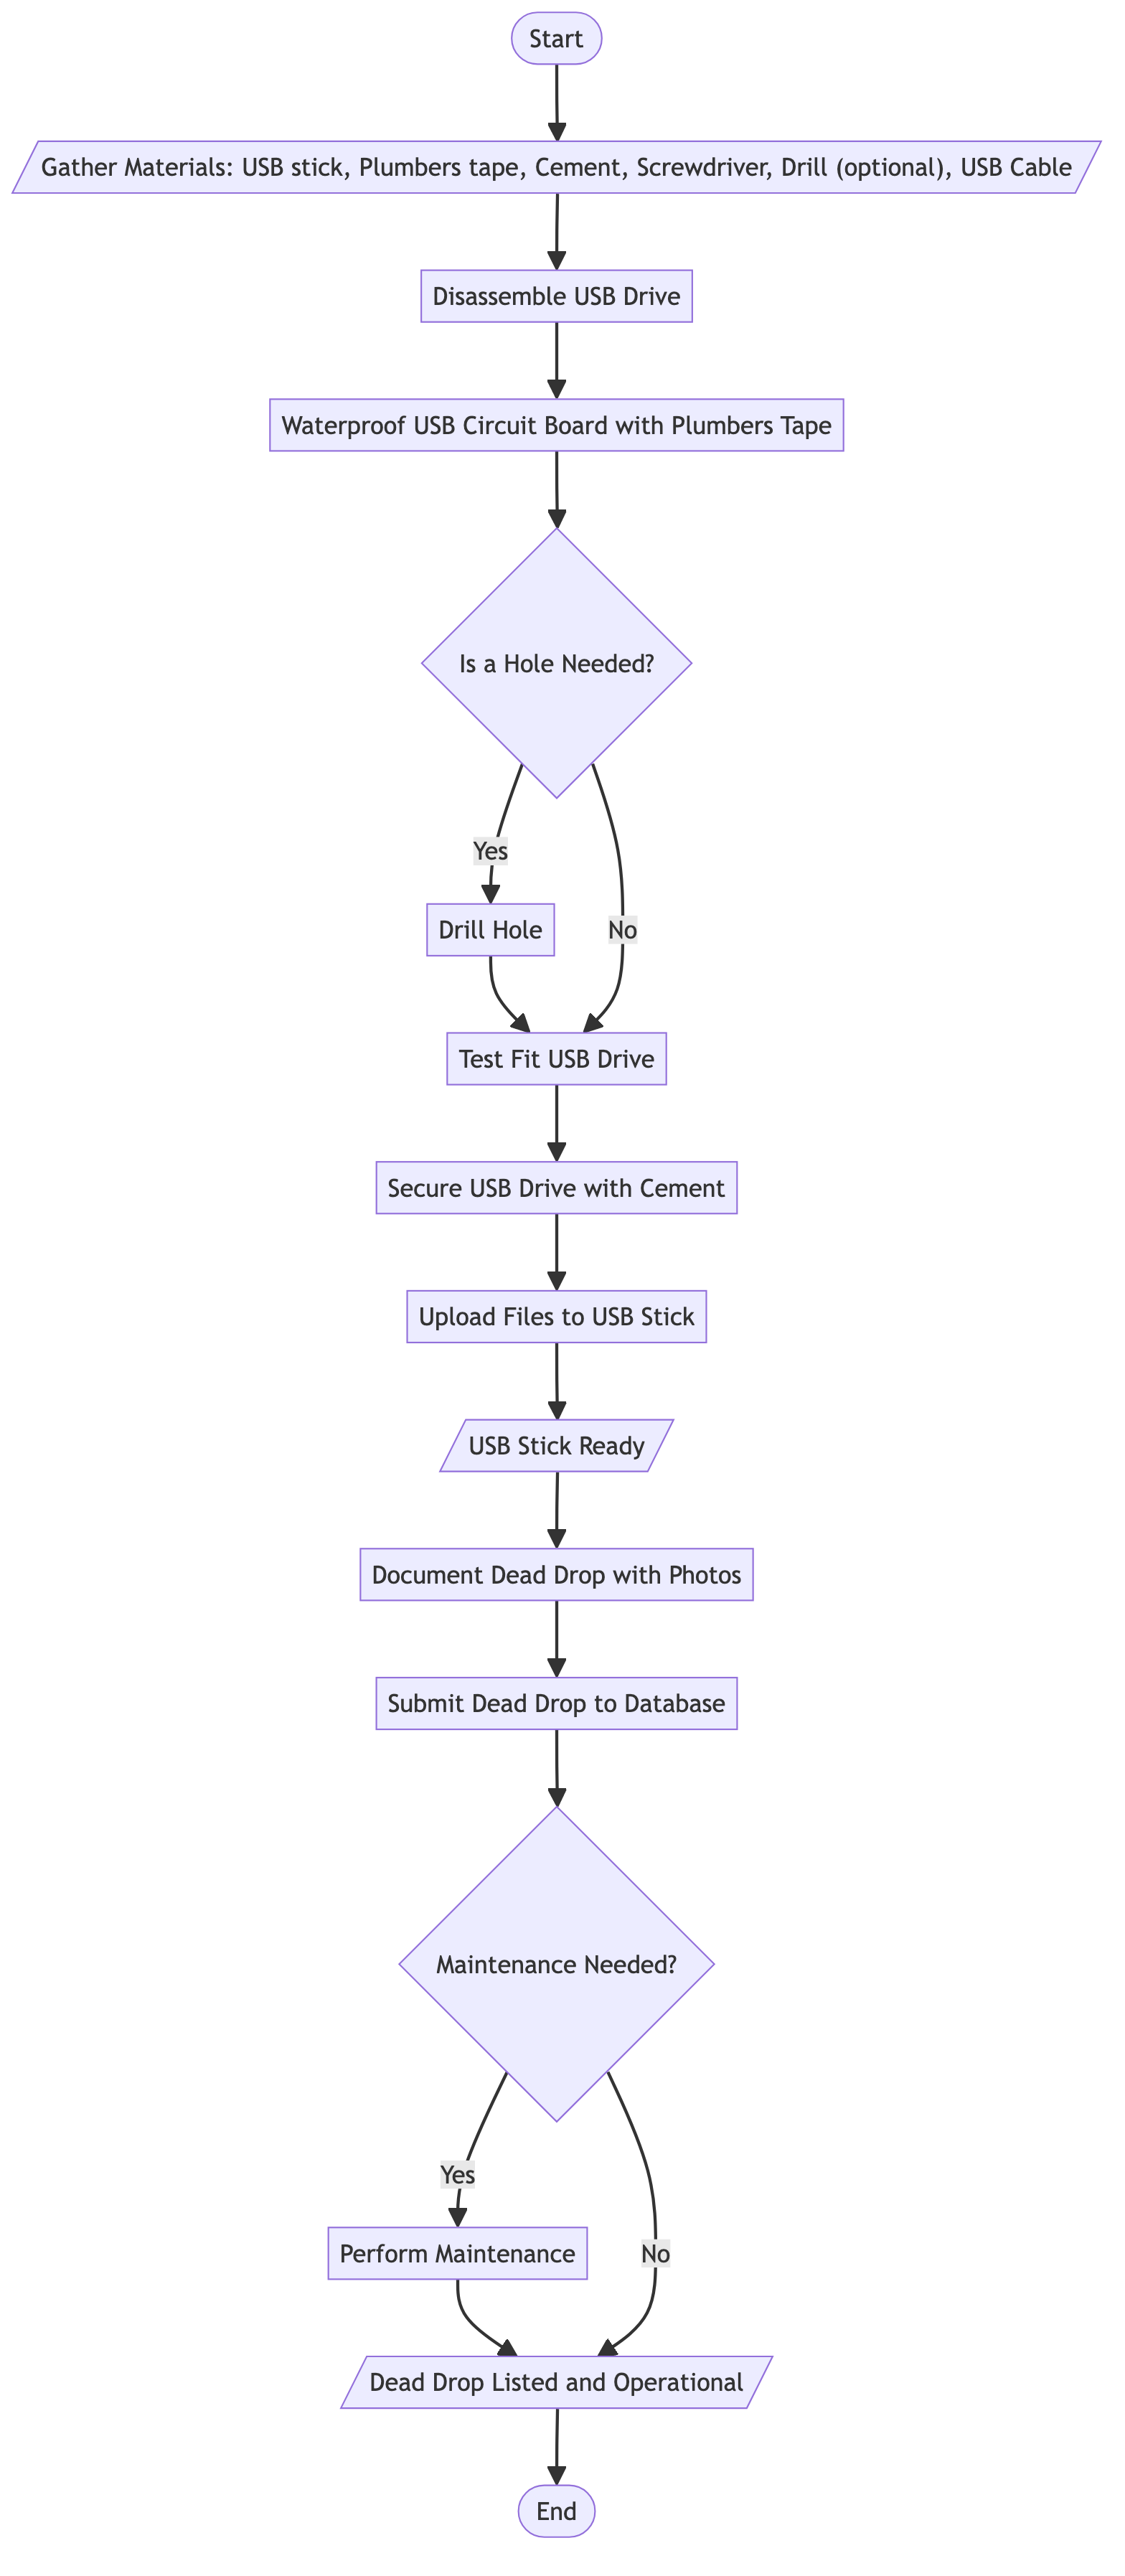 Start
Gather Materials: USB stick, Plumbers tape, Cement, Screwdriver, Drill (optional), USB Cable
Disassemble USB Drive
Waterproof USB Circuit Board with Plumbers Tape
Is a Hole Needed?
Yes
Drill Hole
No
Test Fit USB Drive
Secure USB Drive with Cement
Upload Files to USB Stick
USB Stick Ready
Document Dead Drop with Photos
Submit Dead Drop to Database
Maintenance Needed?
Yes
Perform Maintenance
No
Dead Drop Listed and Operational
End